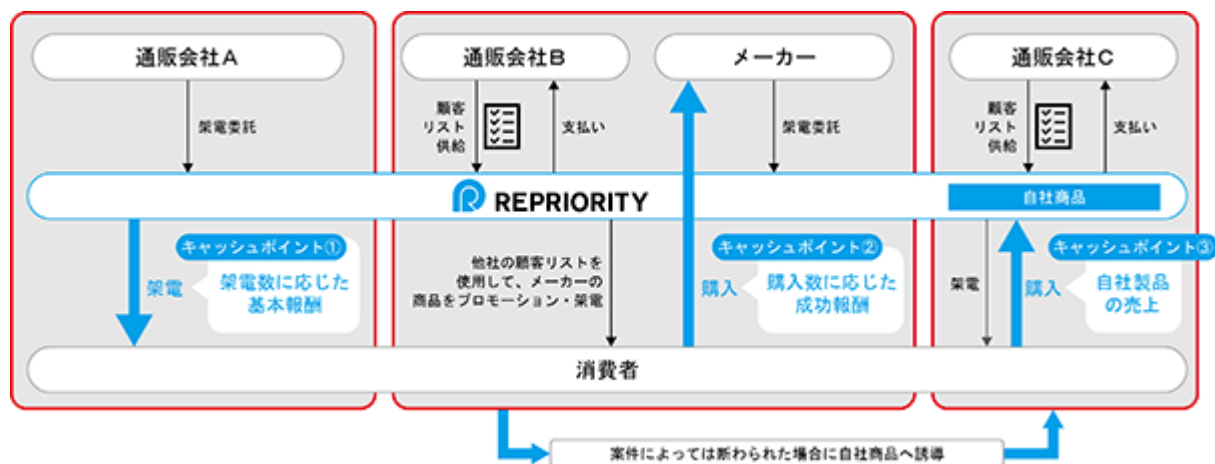 通販会社A
架電委託
キャッシュポイント①
架電
架電数に応じた
基本報酬
通販会社B
メーカー
顧客
リスト
供給
支払い
架電委託
REPRIORITY
他社の顧客リストを
使用して、メーカーの
商品をプロモーション・架電
キャッシュポイント②
購入
購入数に応じた
成功報酬
通販会社C
顧客
リスト
供給
支払い
自社商品
架電
キャッシュポイント③
購入
自社製品
の売上
消費者
案件によっては断わられた場合に自社商品へ誘導